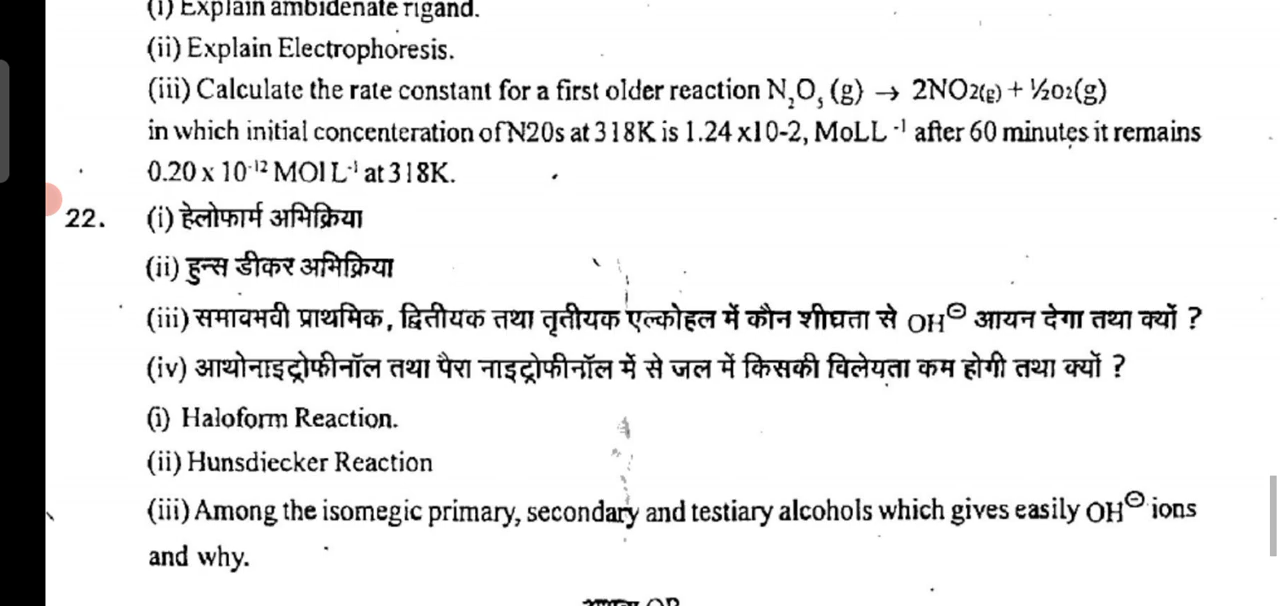 (i) Explain ambidenate rigand.
(ii) Explain Electrophoresis.
(iii) Calculate the rate constant for a first older reaction N₂O₅ (g) → 2NO2(g) + ½o2(g)
in which initial concenteration of N20s at 318K is 1.24 x10-2, MoLL ⁻¹ after 60 minutes it remains
0.20 x 10⁻¹² MOl L⁻¹ at 318K.
22. (i) हेलोफार्म अभिक्रिया
(ii) हुन्स डीकर अभिक्रिया
(iii) समावभवी प्राथमिक, द्वितीयक तथा तृतीयक एल्कोहल में कौन शीघ्रता से OH⊖ आयन देगा तथा क्यों ?
(iv) आथोनाइट्रोफीनॉल तथा पैरा नाइट्रोफीनॉल में से जल में किसकी विलेयता कम होगी तथा क्यों ?
(i) Haloform Reaction.
(ii) Hunsdiecker Reaction
(iii) Among the isomegic primary, secondary and testiary alcohols which gives easily OH⊖ ions
and why.